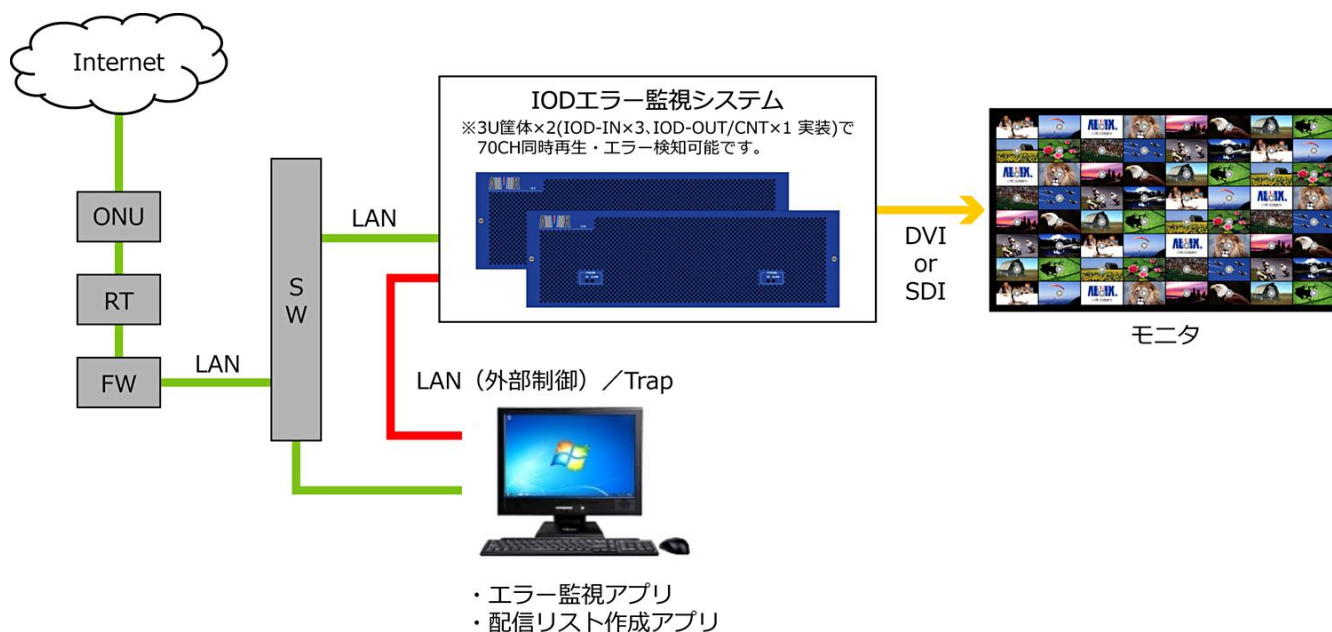 Internet
ONU
RT
FW
LAN
SW
LAN
IODエラー監視システム
※3U筐体×2(IOD-IN×3、IOD-OUT/CNT×1 実装)で
70CH同時再生・エラー検知可能です。
DVI
or
SDI
モニタ
LAN（外部制御）／Trap
・エラー監視アプリ
・配信リスト作成アプリ